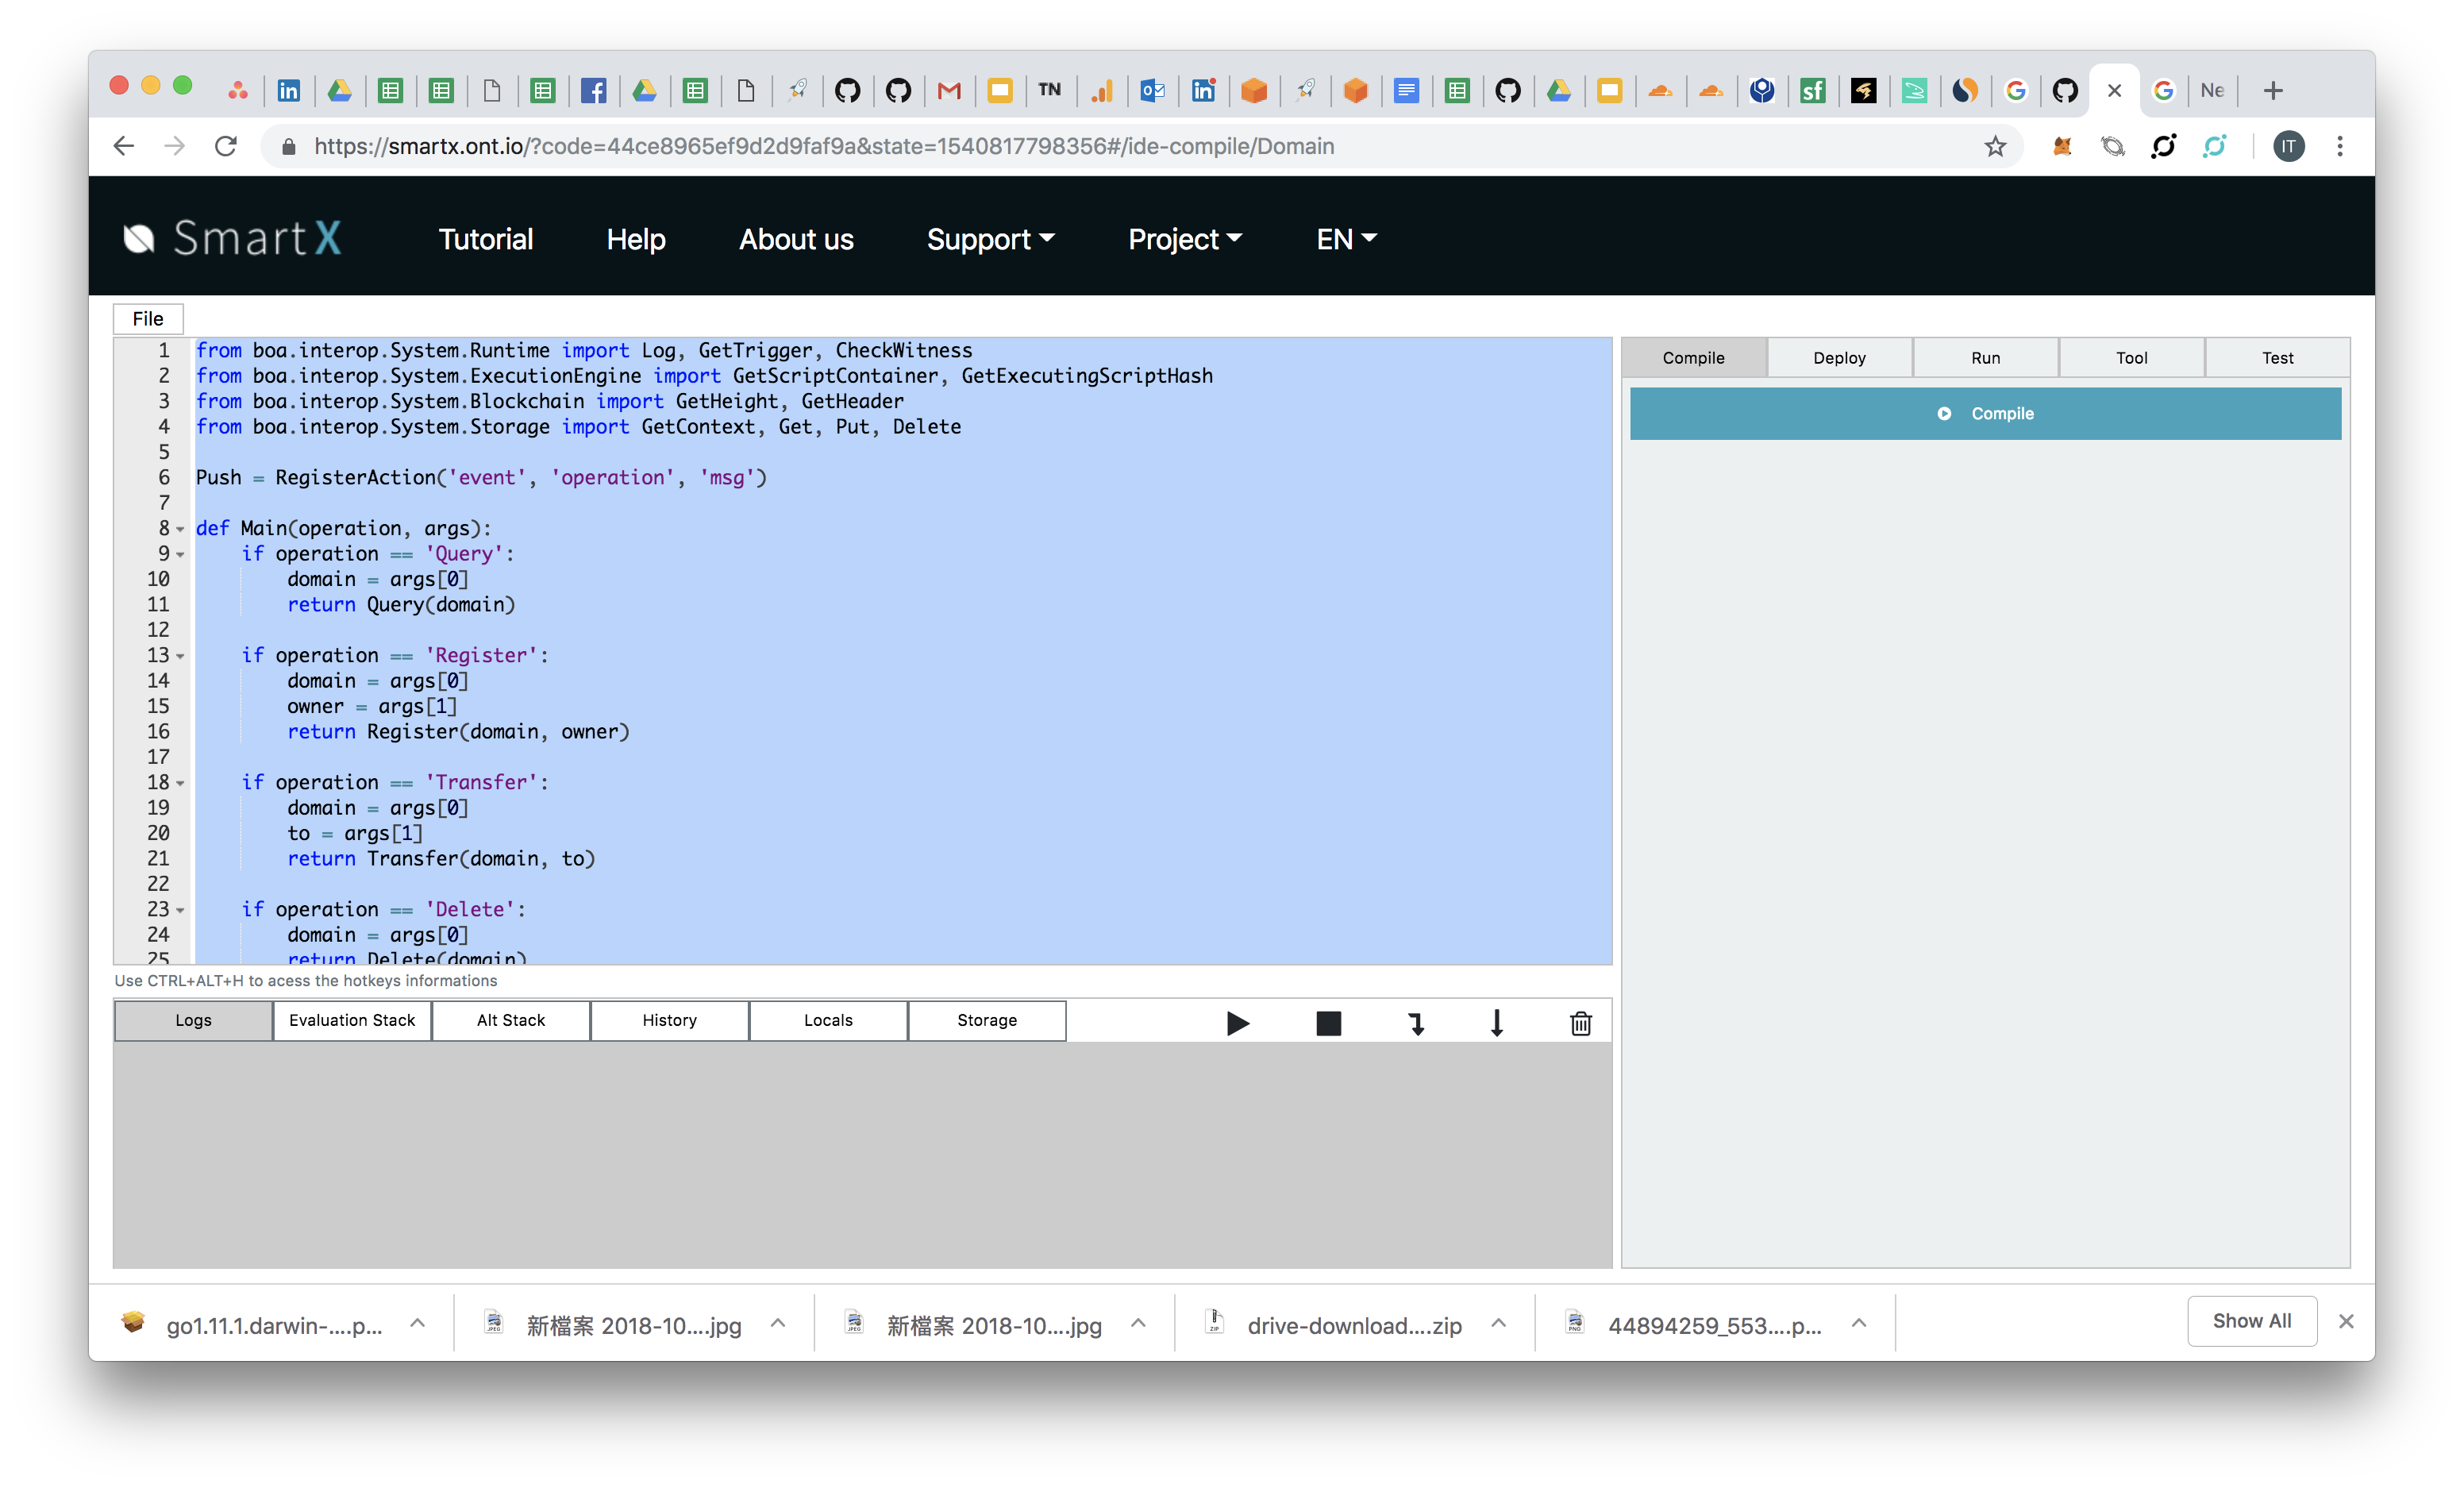 TN
sf
Ne
https://smartx.ont.io/?code=44ce8965ef9d2d9faf9a&state=1540817798356#/ide-compile/Domain
IT
SmartX
Tutorial
Help
About us
Support
Project
EN
File
1 from boa.interop.System.Runtime import Log, GetTrigger, CheckWitness
2 from boa.interop.System.ExecutionEngine import GetScriptContainer, GetExecutingScriptHash
3 from boa.interop.System.Blockchain import GetHeight, GetHeader
4 from boa.interop.System.Storage import GetContext, Get, Put, Delete
5
6 Push = RegisterAction('event', 'operation', 'msg')
7
8 def Main(operation, args):
9 if operation == 'Query':
10 domain = args[0]
11 return Query(domain)
12
13 if operation == 'Register':
14 domain = args[0]
15 owner = args[1]
16 return Register(domain, owner)
17
18 if operation == 'Transfer':
19 domain = args[0]
20 to = args[1]
21 return Transfer(domain, to)
22
23 if operation == 'Delete':
24 domain = args[0]
25 return Delete(domain)
Use CTRL+ALT+H to acess the hotkeys informations
Logs
Evaluation Stack
Alt Stack
History
Locals
Storage
Compile
Deploy
Run
Tool
Test
Compile
go1.11.1.darwin-....p...
新檔案 2018-10....jpg
新檔案 2018-10....jpg
drive-download....zip
44894259_553....p...
Show All